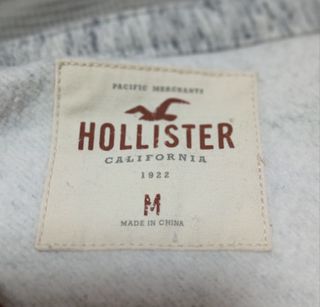 PACIFIC MERCHANTS
HOLLISTER
CALIFORNIA
1922
M
MADE IN CHINA